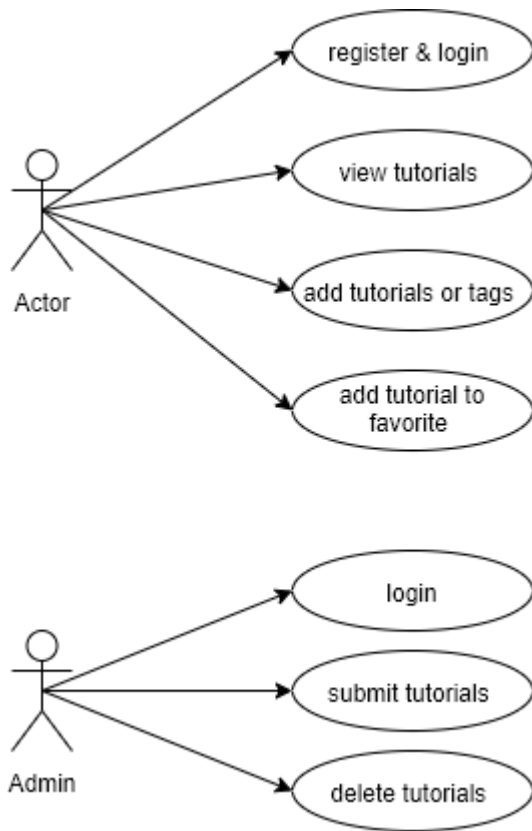 register & login
view tutorials
Actor
add tutorials or tags
add tutorial to
favorite
login
submit tutorials
Admin
delete tutorials